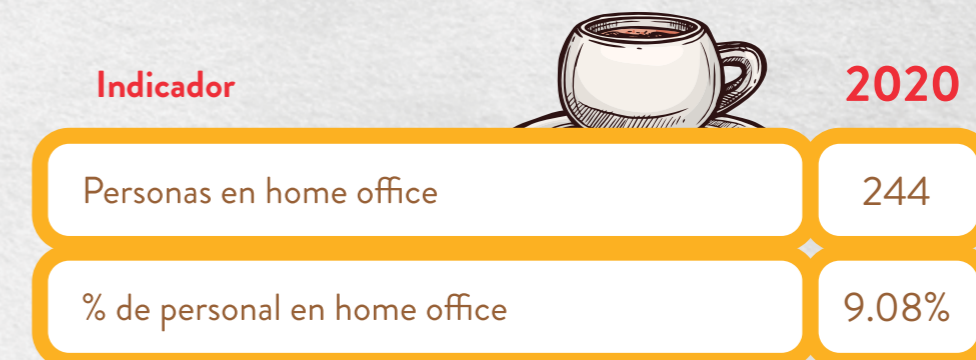 Indicador 2020
Personas en home office 244
% de personal en home office 9.08%